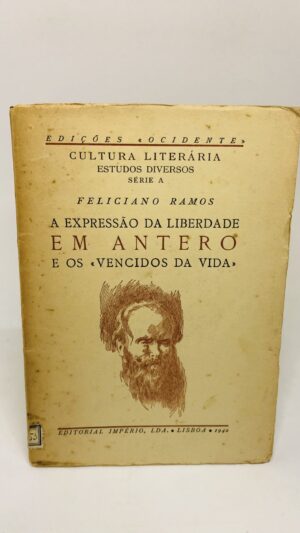 EDIÇÕES «OCIDENTE»
CULTURA LITERÁRIA
ESTUDOS DIVERSOS
SÉRIE A
FELICIANO RAMOS
A EXPRESSÃO DA LIBERDADE
EM ANTERO
E OS «VENCIDOS DA VIDA»
EDITORIAL IMPÉRIO, LDA. • LISBOA • 1942